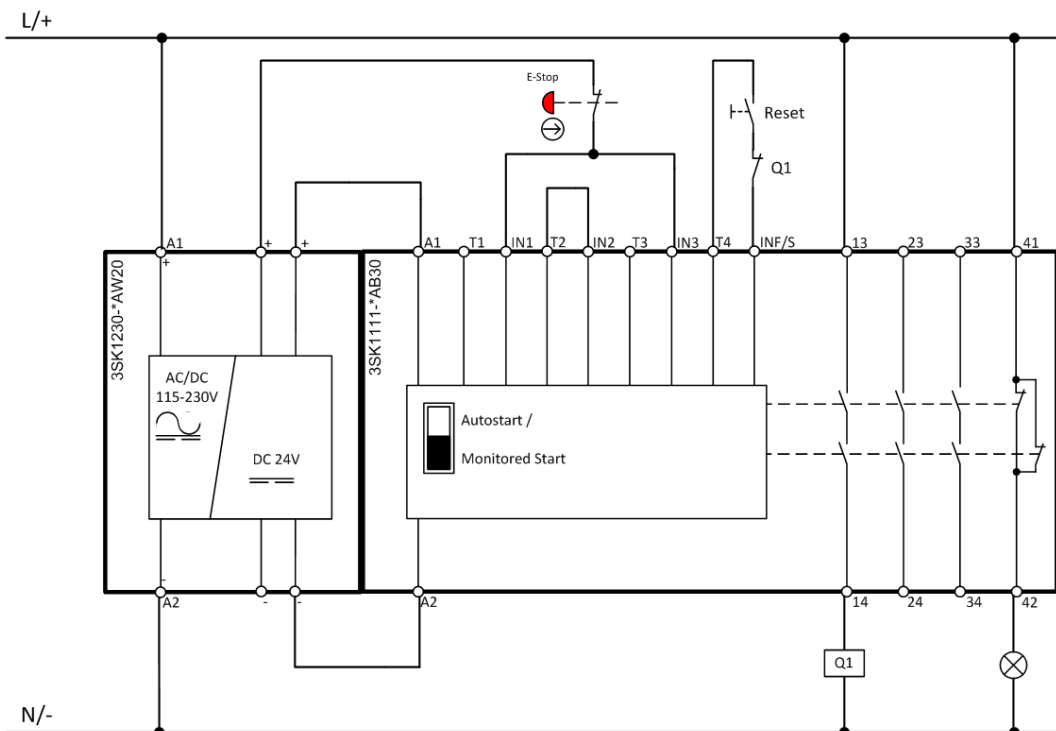 L/+
E-Stop
Reset
Q1
A1
+
+
A1
T1
IN1
T2
IN2
T3
IN3
T4
INF/S
13
23
33
41
+
3SK1230-*AW20
3SK1111-*AB30
AC/DC
115-230V
DC 24V
Autostart /
Monitored Start
-
A2
-
-
A2
14
24
34
42
Q1
N/-